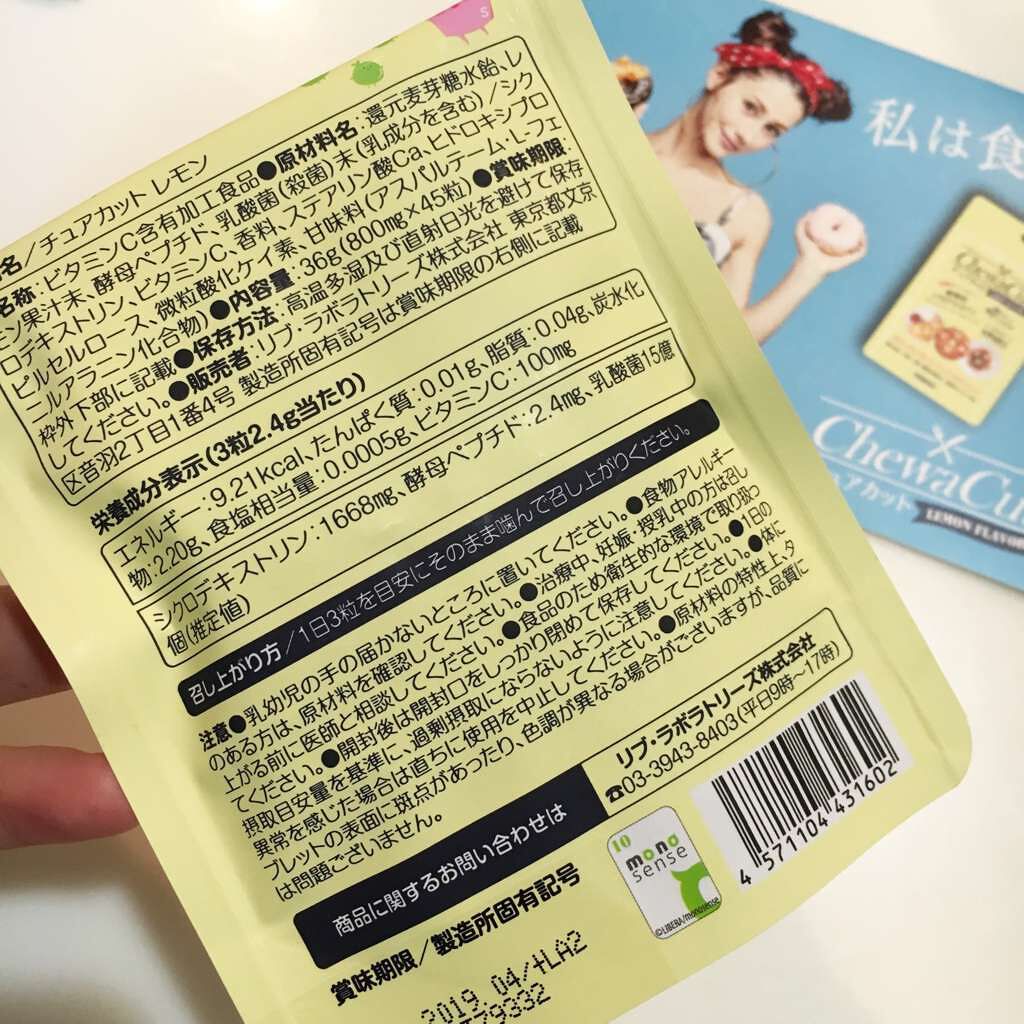 名/チュアカット レモン
名称:ビタミンC含有加工食品●原材料名:還元麦芽糖水飴、レ
モン果汁末、酵母ペプチド、乳酸菌(殺菌)末(乳成分を含む)/シク
ロデキストリン、ビタミンC、香料、ステアリン酸Ca、ヒドロキシプロ
ピルセルロース、微粒酸化ケイ素、甘味料(アスパルテーム・L-フェ
ニルアラニン化合物)●内容量:36g(800mg×45粒)●賞味期限:
枠外下部に記載●保存方法:高温多湿及び直射日光を避けて保存
してください。●販売者:リブ・ラボラトリーズ株式会社 東京都文京
区音羽2丁目1番4号 製造所固有記号は賞味期限の右側に記載
栄養成分表示(3粒2.4g当たり)
エネルギー:9.21kcal、たんぱく質:0.01g、脂質:0.04g、炭水化
物:2.20g、食塩相当量:0.0005g、ビタミンC:100mg
シクロデキストリン:1668mg、酵母ペプチド:2.4mg、乳酸菌15億
個(推定値)
召し上がり方/1日3粒を目安にそのまま噛んで召し上がりください。
注意●乳幼児の手の届かないところに置いてください。●食物アレルギー
のある方は、原材料を確認してください。●治療中、妊娠・授乳中の方は召し
上がる前に医師と相談してください。●食品のため衛生的な環境で取り扱っ
てください。●開封後は開封口をしっかり閉めて保存してください。●1日の
摂取目安量を基準に、過剰摂取にならないように注意してください。●体に
異常を感じた場合は直ちに使用を中止してください。●原材料の特性上、タ
ブレットの表面に斑点があったり、色調が異なる場合がございますが、品質に
は問題ございません。
商品に関するお問い合わせは
リブ・ラボラトリーズ株式会社
☎03-3943-8403(平日9時〜17時)
賞味期限/製造所固有記号
2019.04/+LA2
79332
10
mono
sense
©LIBERA/monosense
4 571104 431602
S
私は食
ChewaCu
ュアカット
LEMON FLAVOR